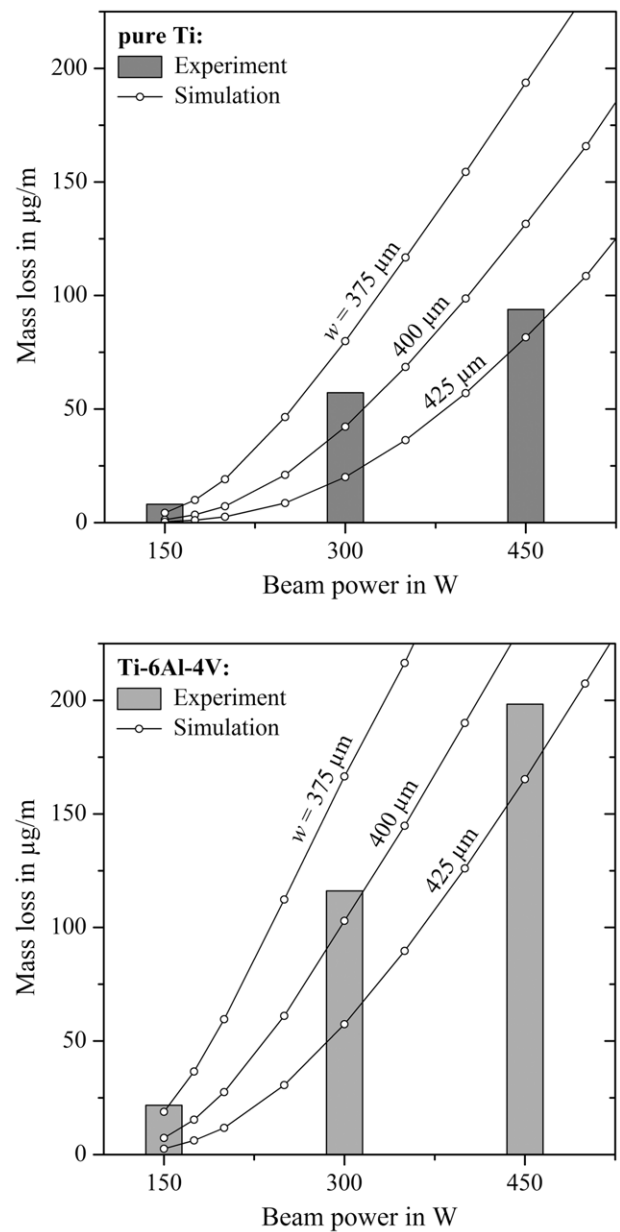 pure Ti:
Experiment
Simulation
Mass loss in µg/m
225
200
150
100
50
0
w = 375 µm
400 µm
425 µm
150
300
450
Beam power in W
Ti-6Al-4V:
Experiment
Simulation
Mass loss in µg/m
200
150
100
50
0
w = 375 µm
400 µm
425 µm
150
300
450
Beam power in W